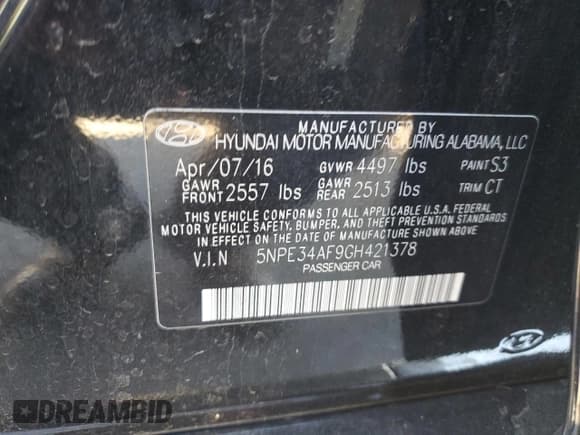 MANUFACTURED BY
HYUNDAI MOTOR MANUFACTURING ALABAMA, LLC
Apr/07/16 GVWR 4497 lbs PAINT S3
GAWR FRONT 2557 lbs GAWR REAR 2513 lbs TRIM CT
THIS VEHICLE CONFORMS TO ALL APPLICABLE U.S.A. FEDERAL
MOTOR VEHICLE SAFETY, BUMPER, AND THEFT PREVENTION STANDARDS
IN EFFECT ON THE DATE OF MANUFACTURE SHOWN ABOVE.
V.I.N 5NPE34AF9GH421378
PASSENGER CAR
DREAMBID